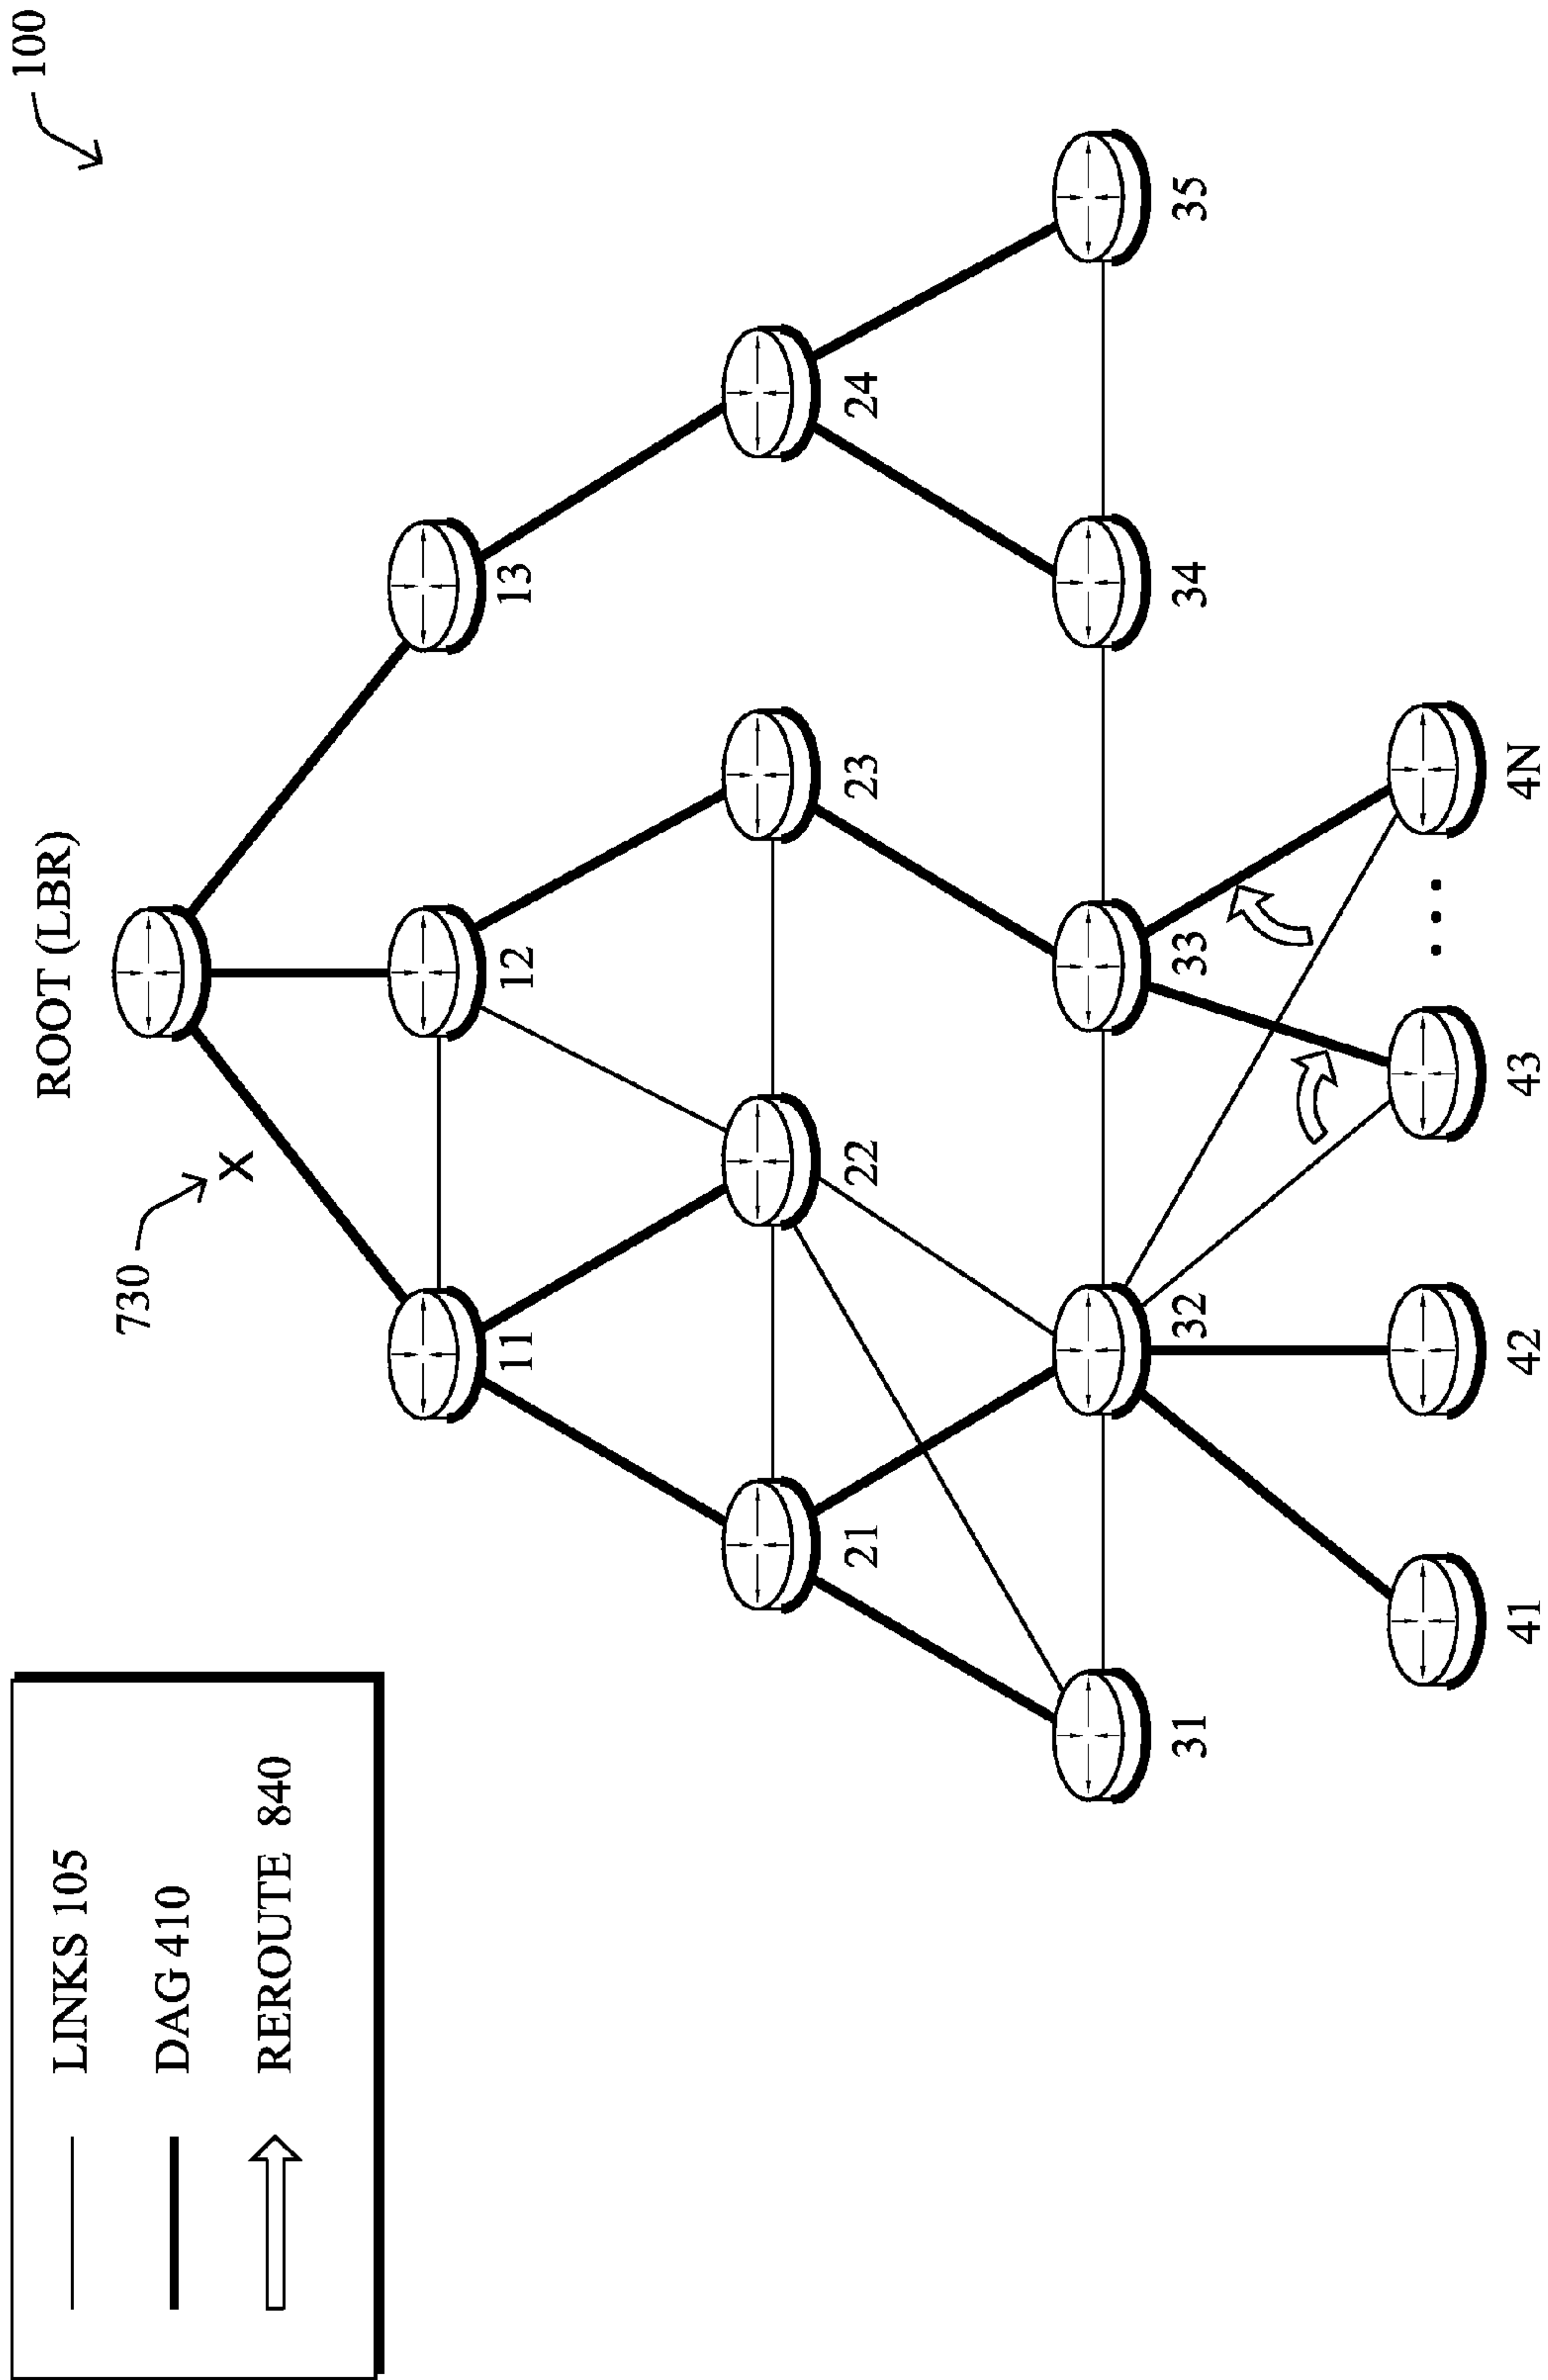 100
ROOT (LBR)
730
X
11
12
13
21
22
23
24
31
32
33
34
35
41
42
43
• • •
4N
LINKS 105
DAG 410
REROUTE 840